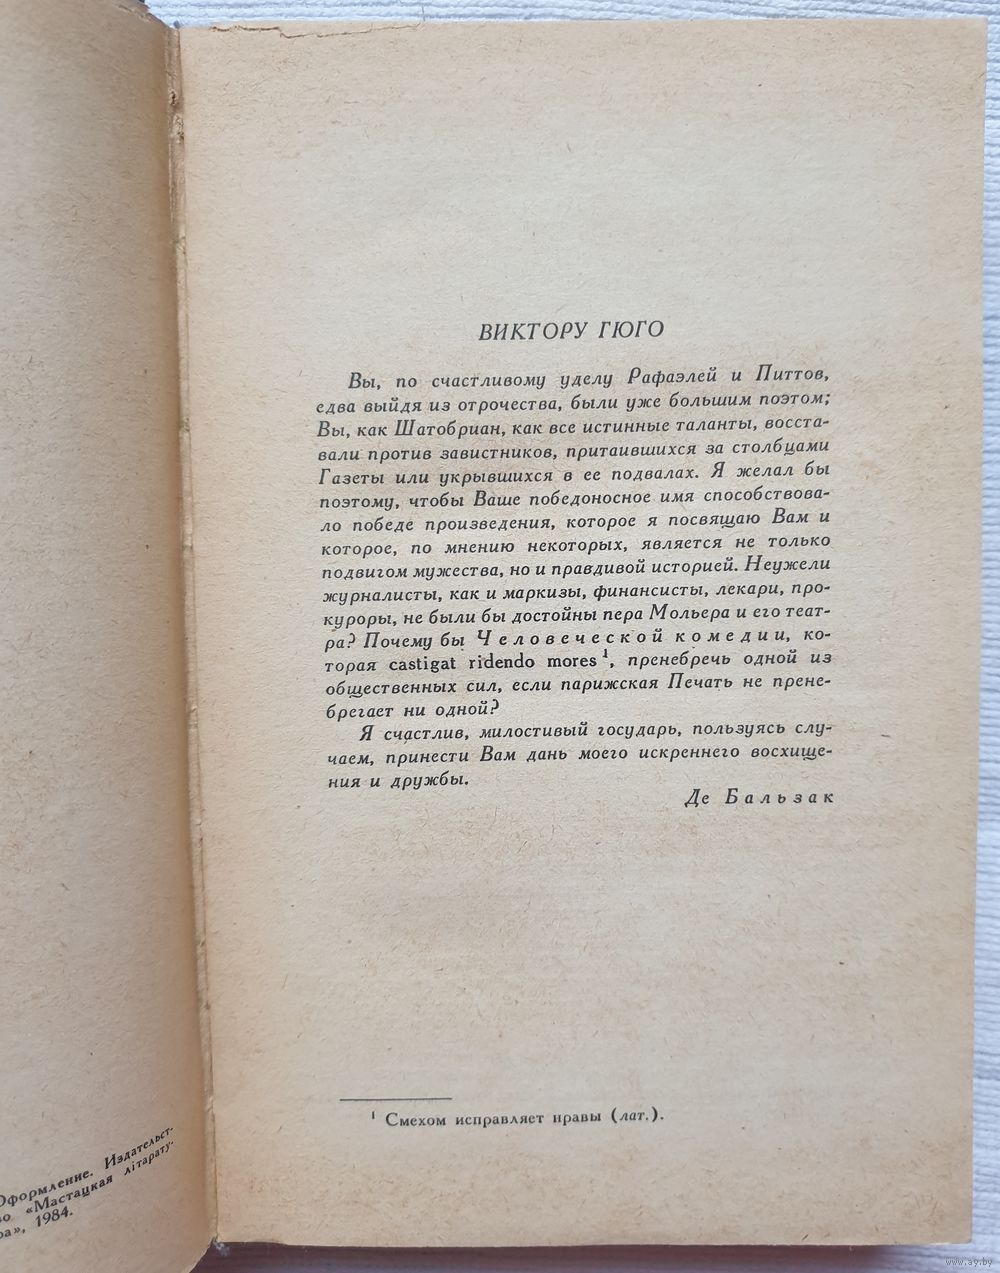 ВИКТОРУ ГЮГО
Вы, по счастливому уделу Рафаэлей и Питтов,
едва выйдя из отрочества, были уже большим поэтом;
Вы, как Шатобриан, как все истинные таланты, восста-
вали против завистников, притаившихся за столбцами
Газеты или укрывшихся в ее подвалах. Я желал бы
поэтому, чтобы Ваше победоносное имя способствова-
ло победе произведения, которое я посвящаю Вам и
которое, по мнению некоторых, является не только
подвигом мужества, но и правдивой историей. Неужели
журналисты, как и маркизы, финансисты, лекари, про-
куроры, не были бы достойны пера Мольера и его теат-
ра? Почему бы Человеческой комедии, ко-
торая castigat ridendo mores¹, пренебречь одной из
общественных сил, если парижская Печать не прене-
брегает ни одной?
Я счастлив, милостивый государь, пользуясь слу-
чаем, принести Вам дань моего искреннего восхище-
ния и дружбы.
Де Бальзак
¹ Смехом исправляет нравы (лат.).
Оформление. Издательст-
во «Мастацкая літарату-
ра», 1984.
www.ay.by